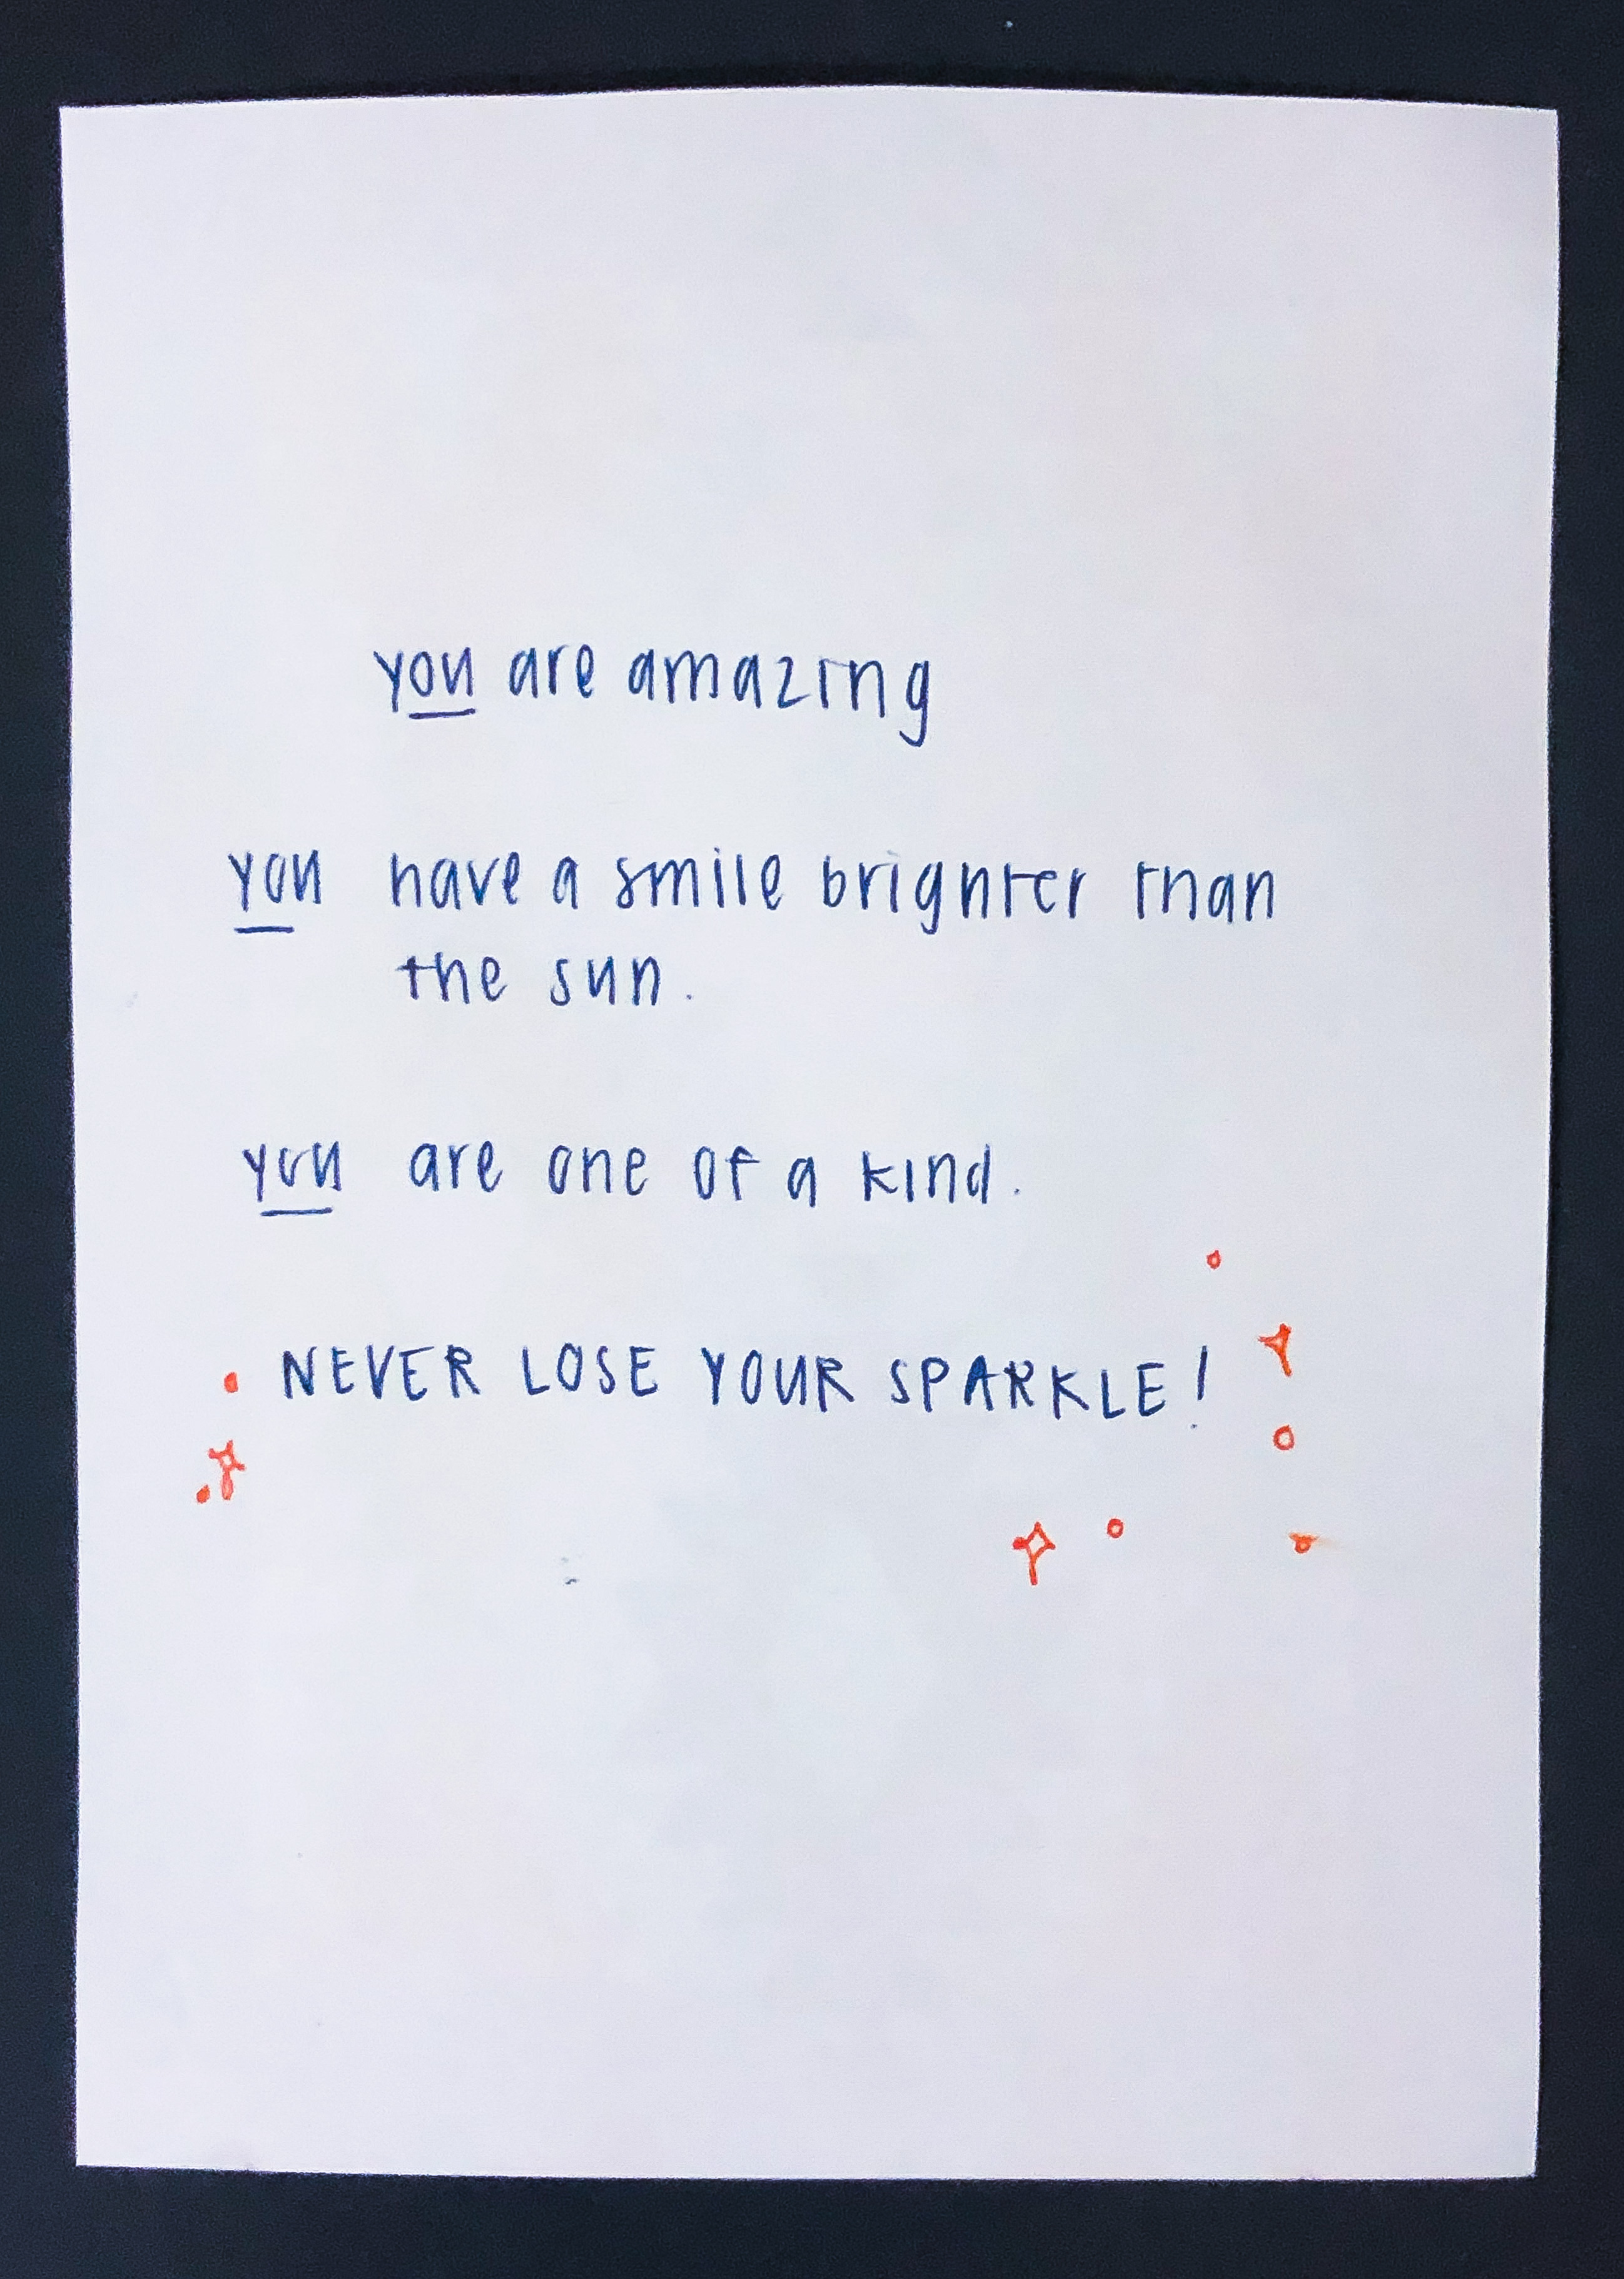 you are amazing
you have a smile brighter than
the sun.
you are one of a kind.
NEVER LOSE YOUR SPARKLE!